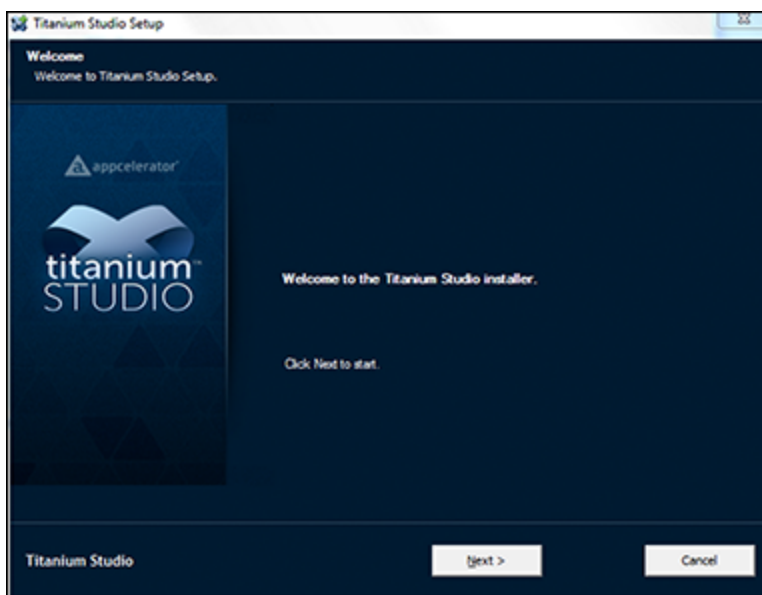 Titanium Studio Setup
Welcome
Welcome to Titanium Studio Setup.
appcelerator
titanium™
STUDIO
Welcome to the Titanium Studio installer.
Click Next to start.
Titanium Studio
Next >
Cancel